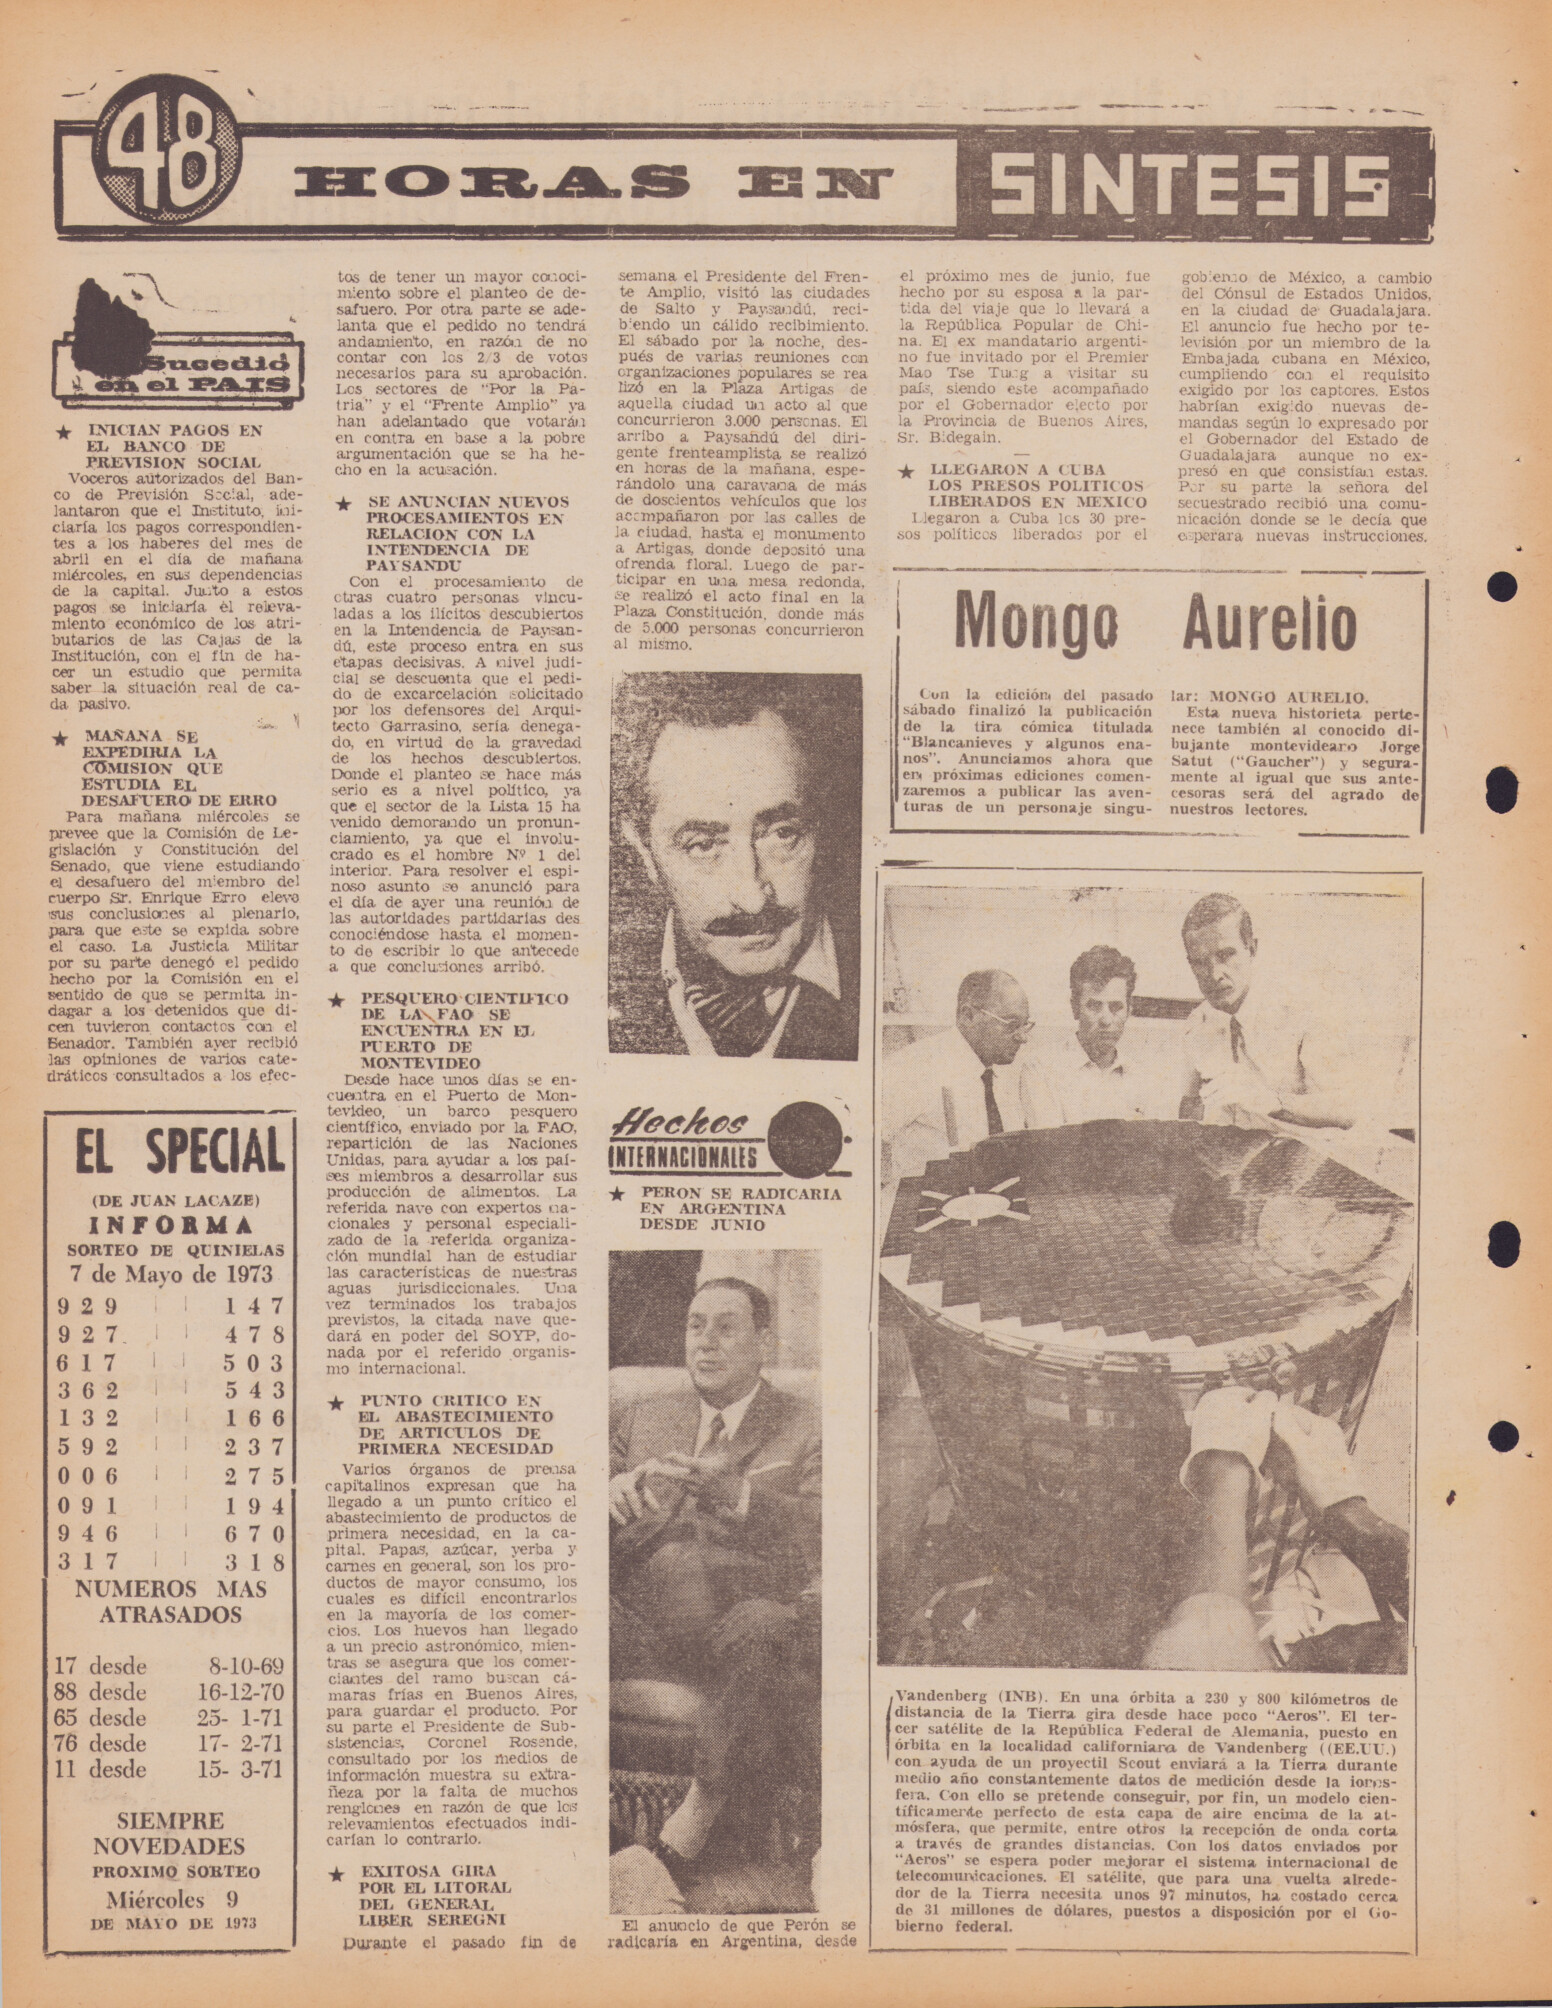 48 HORAS EN SINTESIS
Sucedió
en el PAIS
★ INICIAN PAGOS EN
EL BANCO DE
PREVISION SOCIAL
Voceros autorizados del Ban-
co de Previsión Social, ade-
lantaron que el Instituto, ini-
ciaría los pagos correspondien-
tes a los haberes del mes de
abril en el día de mañana
miércoles, en sus dependencias
de la capital. Junto a estos
pagos se iniciaría el releva-
miento económico de los atri-
butarios de las Cajas de la
Institución, con el fin de ha-
cer un estudio que permita
saber la situación real de ca-
da pasivo.
★ MAÑANA SE
EXPEDIRIA LA
COMISION QUE
ESTUDIA EL
DESAFUERO DE ERRO
Para mañana miércoles se
prevee que la Comisión de Le-
gislación y Constitución del
Senado, que viene estudiando
el desafuero del miembro del
cuerpo Sr. Enrique Erro eleve
sus conclusiones al plenario,
para que este se expida sobre
el caso. La Justicia Militar
por su parte denegó el pedido
hecho por la Comisión en el
sentido de que se permita in-
dagar a los detenidos que di-
cen tuvieron contactos con el
Senador. También ayer recibió
las opiniones de varios cate-
dráticos consultados a los efec-
EL SPECIAL
(DE JUAN LACAZE)
INFORMA
SORTEO DE QUINIELAS
7 de Mayo de 1973
929 | | 147
927 | | 478
617 | | 503
362 | | 543
132 | | 166
592 | | 237
006 | | 275
091 | | 194
946 | | 670
317 | | 318
NUMEROS MAS
ATRASADOS
17 desde 8-10-69
88 desde 16-12-70
65 desde 25- 1-71
76 desde 17- 2-71
11 desde 15- 3-71
SIEMPRE
NOVEDADES
PROXIMO SORTEO
Miércoles 9
DE MAYO DE 1973
tos de tener un mayor conoci-
miento sobre el planteo de de-
safuero. Por otra parte se ade-
lanta que el pedido no tendrá
andamiento, en razón de no
contar con los 2/3 de votos
necesarios para su aprobación.
Los sectores de "Por la Pa-
tria" y el "Frente Amplio" ya
han adelantado que votarán
en contra en base a la pobre
argumentación que se ha he-
cho en la acusación.
★ SE ANUNCIAN NUEVOS
PROCESAMIENTOS EN
RELACION CON LA
INTENDENCIA DE
PAYSANDU
Con el procesamiento de
otras cuatro personas vincu-
ladas a los ilícitos descubiertos
en la Intendencia de Paysan-
dú, este proceso entra en sus
etapas decisivas. A nivel judi-
cial se descuenta que el pedi-
do de excarcelación solicitado
por los defensores del Arqui-
tecto Garrasino, sería denega-
do, en virtud de la gravedad
de los hechos descubiertos.
Donde el planteo se hace más
serio es a nivel político, ya
que el sector de la Lista 15 ha
venido demorando un pronun-
ciamiento, ya que el involu-
crado es el hombre Nº 1 del
interior. Para resolver el espi-
noso asunto se anunció para
el día de ayer una reunión de
las autoridades partidarias des
conociéndose hasta el momen-
to de escribir lo que antecede
a que conclusiones arribó.
★ PESQUERO CIENTIFICO
DE LA FAO SE
ENCUENTRA EN EL
PUERTO DE
MONTEVIDEO
Desde hace unos días se en-
cuentra en el Puerto de Mon-
tevideo, un barco pesquero
científico, enviado por la FAO,
repartición de las Naciones
Unidas, para ayudar a los paí-
ses miembros a desarrollar sus
producción de alimentos. La
referida nave con expertos na-
cionales y personal especiali-
zado de la referida organiza-
ción mundial han de estudiar
las características de nuestras
aguas jurisdiccionales. Una
vez terminados los trabajos
previstos, la citada nave que-
dará en poder del SOYP, do-
nada por el referido organis-
mo internacional.
★ PUNTO CRITICO EN
EL ABASTECIMIENTO
DE ARTICULOS DE
PRIMERA NECESIDAD
Varios órganos de prensa
capitalinos expresan que ha
llegado a un punto crítico el
abastecimiento de productos de
primera necesidad, en la ca-
pital. Papas, azúcar, yerba y
carnes en general, son los pro-
ductos de mayor consumo, los
cuales es difícil encontrarlos
en la mayoría de los comer-
cios. Los huevos han llegado
a un precio astronómico, mien-
tras se asegura que los comer-
ciantes del ramo buscan cá-
maras frías en Buenos Aires,
para guardar el producto. Por
su parte el Presidente de Sub-
sistencias, Coronel Rosende,
consultado por los medios de
información muestra su extra-
ñeza por la falta de muchos
renglones en razón de que los
relevamientos efectuados indi-
carían lo contrario.
★ EXITOSA GIRA
POR EL LITORAL
DEL GENERAL
LIBER SEREGNI
Durante el pasado fin de
semana el Presidente del Fren-
te Amplio, visitó las ciudades
de Salto y Paysandú, reci-
biendo un cálido recibimiento.
El sábado por la noche, des-
pués de varias reuniones con
organizaciones populares se rea
lizó en la Plaza Artigas de
aquella ciudad un acto al que
concurrieron 3.000 personas. El
arribo a Paysandú del diri-
gente frenteamplista se realizó
en horas de la mañana, espe-
rándolo una caravana de más
de doscientos vehículos que los
acompañaron por las calles de
la ciudad, hasta el monumento
a Artigas, donde depositó una
ofrenda floral. Luego de par-
ticipar en una mesa redonda,
se realizó el acto final en la
Plaza Constitución, donde más
de 5.000 personas concurrieron
al mismo.
Hechos
INTERNACIONALES
★ PERON SE RADICARIA
EN ARGENTINA
DESDE JUNIO
El anuncio de que Perón se
radicaría en Argentina, desde
el próximo mes de junio, fue
hecho por su esposa a la par-
tida del viaje que lo llevará a
la República Popular de Chi-
na. El ex mandatario argenti-
no fue invitado por el Premier
Mao Tse Tung a visitar su
país, siendo este acompañado
por el Gobernador electo por
la Provincia de Buenos Aires,
Sr. Bidegain.
★ LLEGARON A CUBA
LOS PRESOS POLITICOS
LIBERADOS EN MEXICO
Llegaron a Cuba los 30 pre-
sos políticos liberados por el
gobierno de México, a cambio
del Cónsul de Estados Unidos,
en la ciudad de Guadalajara.
El anuncio fue hecho por te-
levisión por un miembro de la
Embajada cubana en México,
cumpliendo con el requisito
exigido por los captores. Estos
habrían exigido nuevas de-
mandas según lo expresado por
el Gobernador del Estado de
Guadalajara aunque no ex-
presó en qué consistían estas.
Por su parte la señora del
secuestrado recibió una comu-
nicación donde se le decía que
esperara nuevas instrucciones.
Mongo Aurelio
Con la edición del pasado
sábado finalizó la publicación
de la tira cómica titulada
"Blancanieves y algunos ena-
nos". Anunciamos ahora que
en próximas ediciones comen-
zaremos a publicar las aven-
turas de un personaje singu-
lar: MONGO AURELIO.
Esta nueva historieta perte-
nece también al conocido di-
bujante montevideano Jorge
Satut ("Gaucher") y segura-
mente al igual que sus ante-
cesoras será del agrado de
nuestros lectores.
Vandenberg (INB). En una órbita a 230 y 800 kilómetros de
distancia de la Tierra gira desde hace poco "Aeros". El ter-
cer satélite de la República Federal de Alemania, puesto en
órbita en la localidad californiana de Vandenberg ((EE.UU.)
con ayuda de un proyectil Scout enviará a la Tierra durante
medio año constantemente datos de medición desde la ionos-
fera. Con ello se pretende conseguir, por fin, un modelo cien-
tíficamente perfecto de esta capa de aire encima de la at-
mósfera, que permite, entre otros la recepción de onda corta
a través de grandes distancias. Con los datos enviados por
"Aeros" se espera poder mejorar el sistema internacional de
telecomunicaciones. El satélite, que para una vuelta alrede-
dor de la Tierra necesita unos 97 minutos, ha costado cerca
de 31 millones de dólares, puestos a disposición por el Go-
bierno federal.